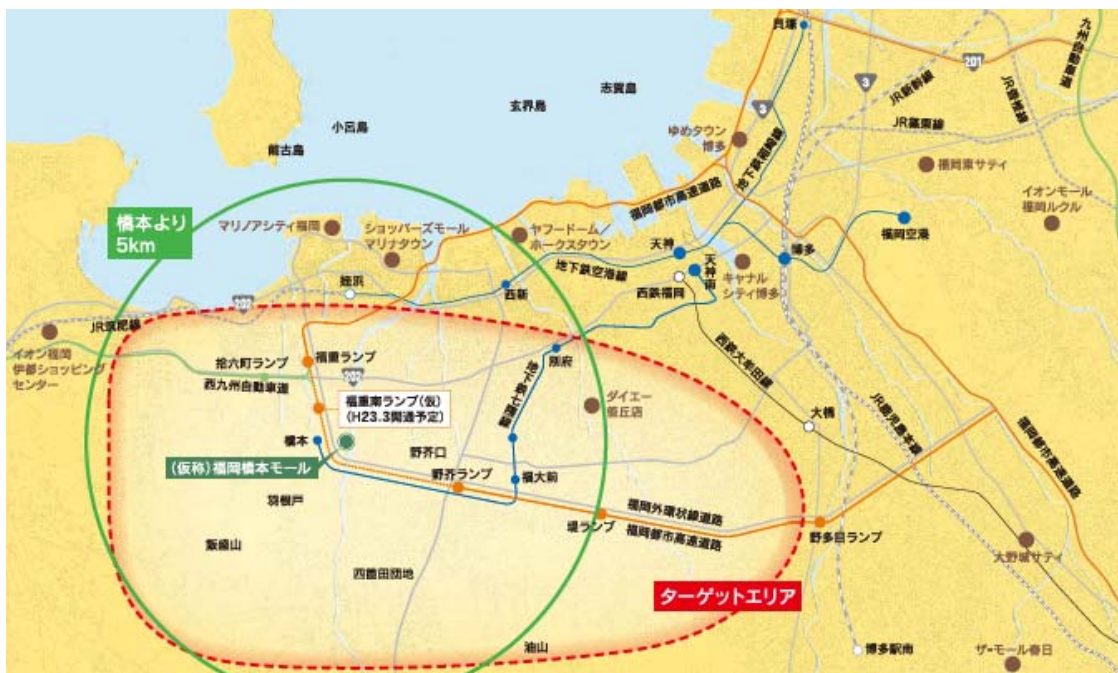 貝塚
九州自動車道
201
3
JR新幹線
JR香椎線
志賀島
玄界島
3
小呂島
ゆめタウン
博多
地下鉄箱崎線
JR篠栗線
能古島
福岡東サティ
イオンモール
福岡ルクル
福岡都市高速道路
橋本より
5km
マリノアシティ福岡
ショッパーズモール
マリナタウン
ヤフードーム/
ホークスタウン
天神
天神南
博多
福岡空港
地下鉄空港線
キャナル
シティ博多
姪浜
西新
西鉄福岡
202
JR筑肥線
イオン福岡
伊都ショッピング
センター
拾六町ランプ
福重ランプ
別府
西鉄大牟田線
西九州自動車道
202
地下鉄七隈線
ダイエー
笹丘店
福重南ランプ(仮)
(H23.3開通予定)
大橋
JR鹿児島本線
福岡都市高速道路
橋本
野芥口
(仮称)福岡橋本モール
野芥ランプ
福大前
羽根戸
福岡外環状線道路
堤ランプ
福岡都市高速道路
野多目ランプ
飯盛山
大野城サティ
四箇田団地
ターゲットエリア
油山
博多駅南
ザ・モール春日